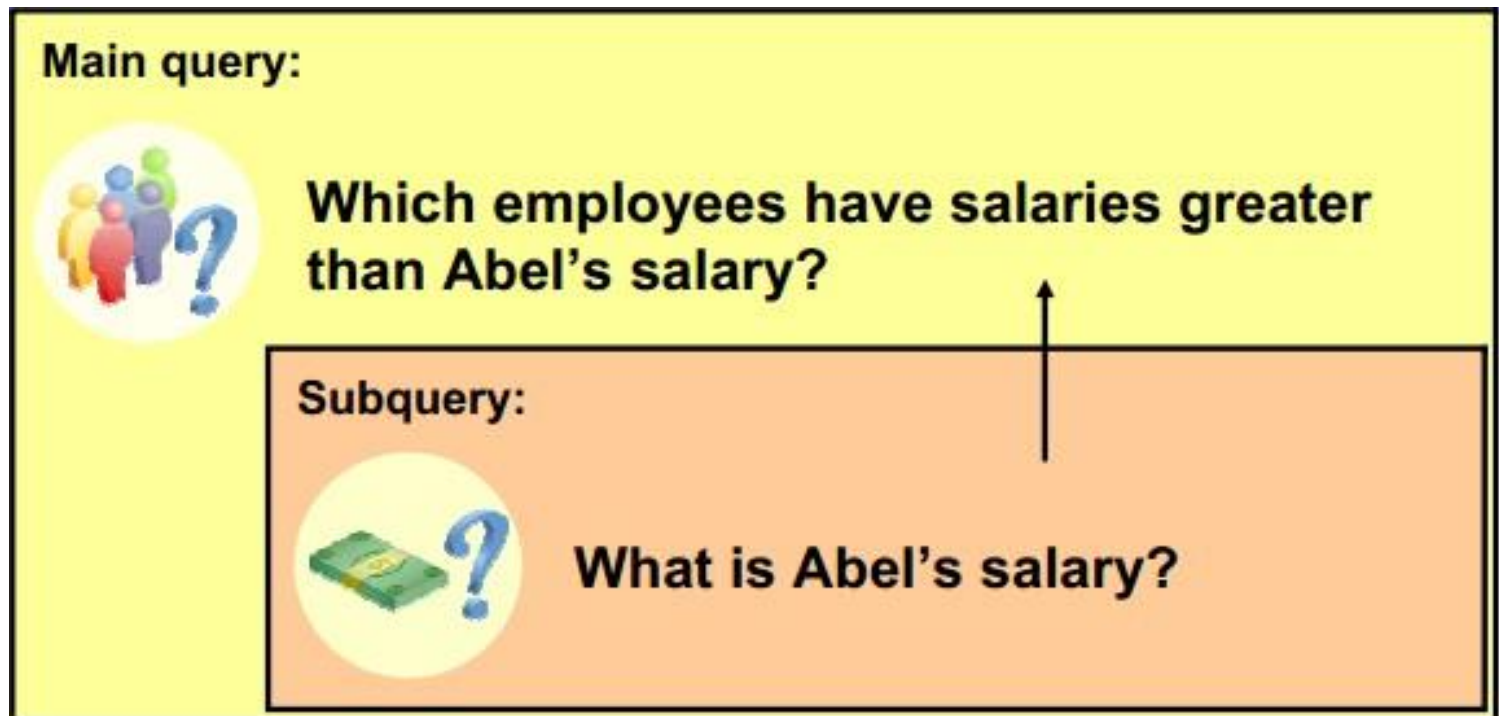 Main query:
Which employees have salaries greater
than Abel’s salary?
Subquery:
What is Abel’s salary?